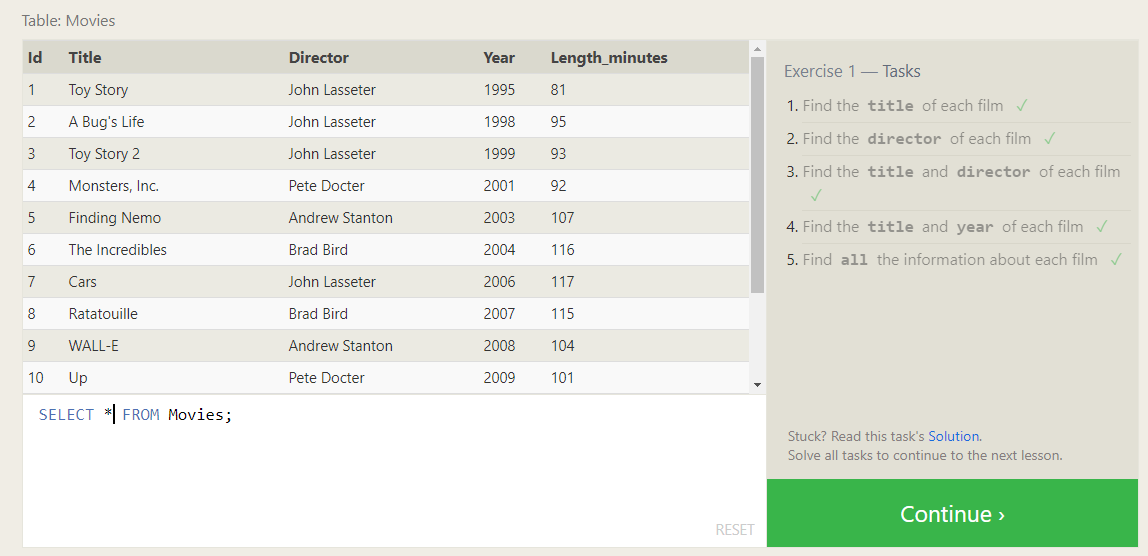 Table: Movies
Id Title Director Year Length_minutes
1 Toy Story John Lasseter 1995 81
2 A Bug's Life John Lasseter 1998 95
3 Toy Story 2 John Lasseter 1999 93
4 Monsters, Inc. Pete Docter 2001 92
5 Finding Nemo Andrew Stanton 2003 107
6 The Incredibles Brad Bird 2004 116
7 Cars John Lasseter 2006 117
8 Ratatouille Brad Bird 2007 115
9 WALL-E Andrew Stanton 2008 104
10 Up Pete Docter 2009 101
SELECT * FROM Movies;
RESET
Exercise 1 — Tasks
1. Find the title of each film ✓
2. Find the director of each film ✓
3. Find the title and director of each film
✓
4. Find the title and year of each film ✓
5. Find all the information about each film ✓
Stuck? Read this task's Solution.
Solve all tasks to continue to the next lesson.
Continue ›